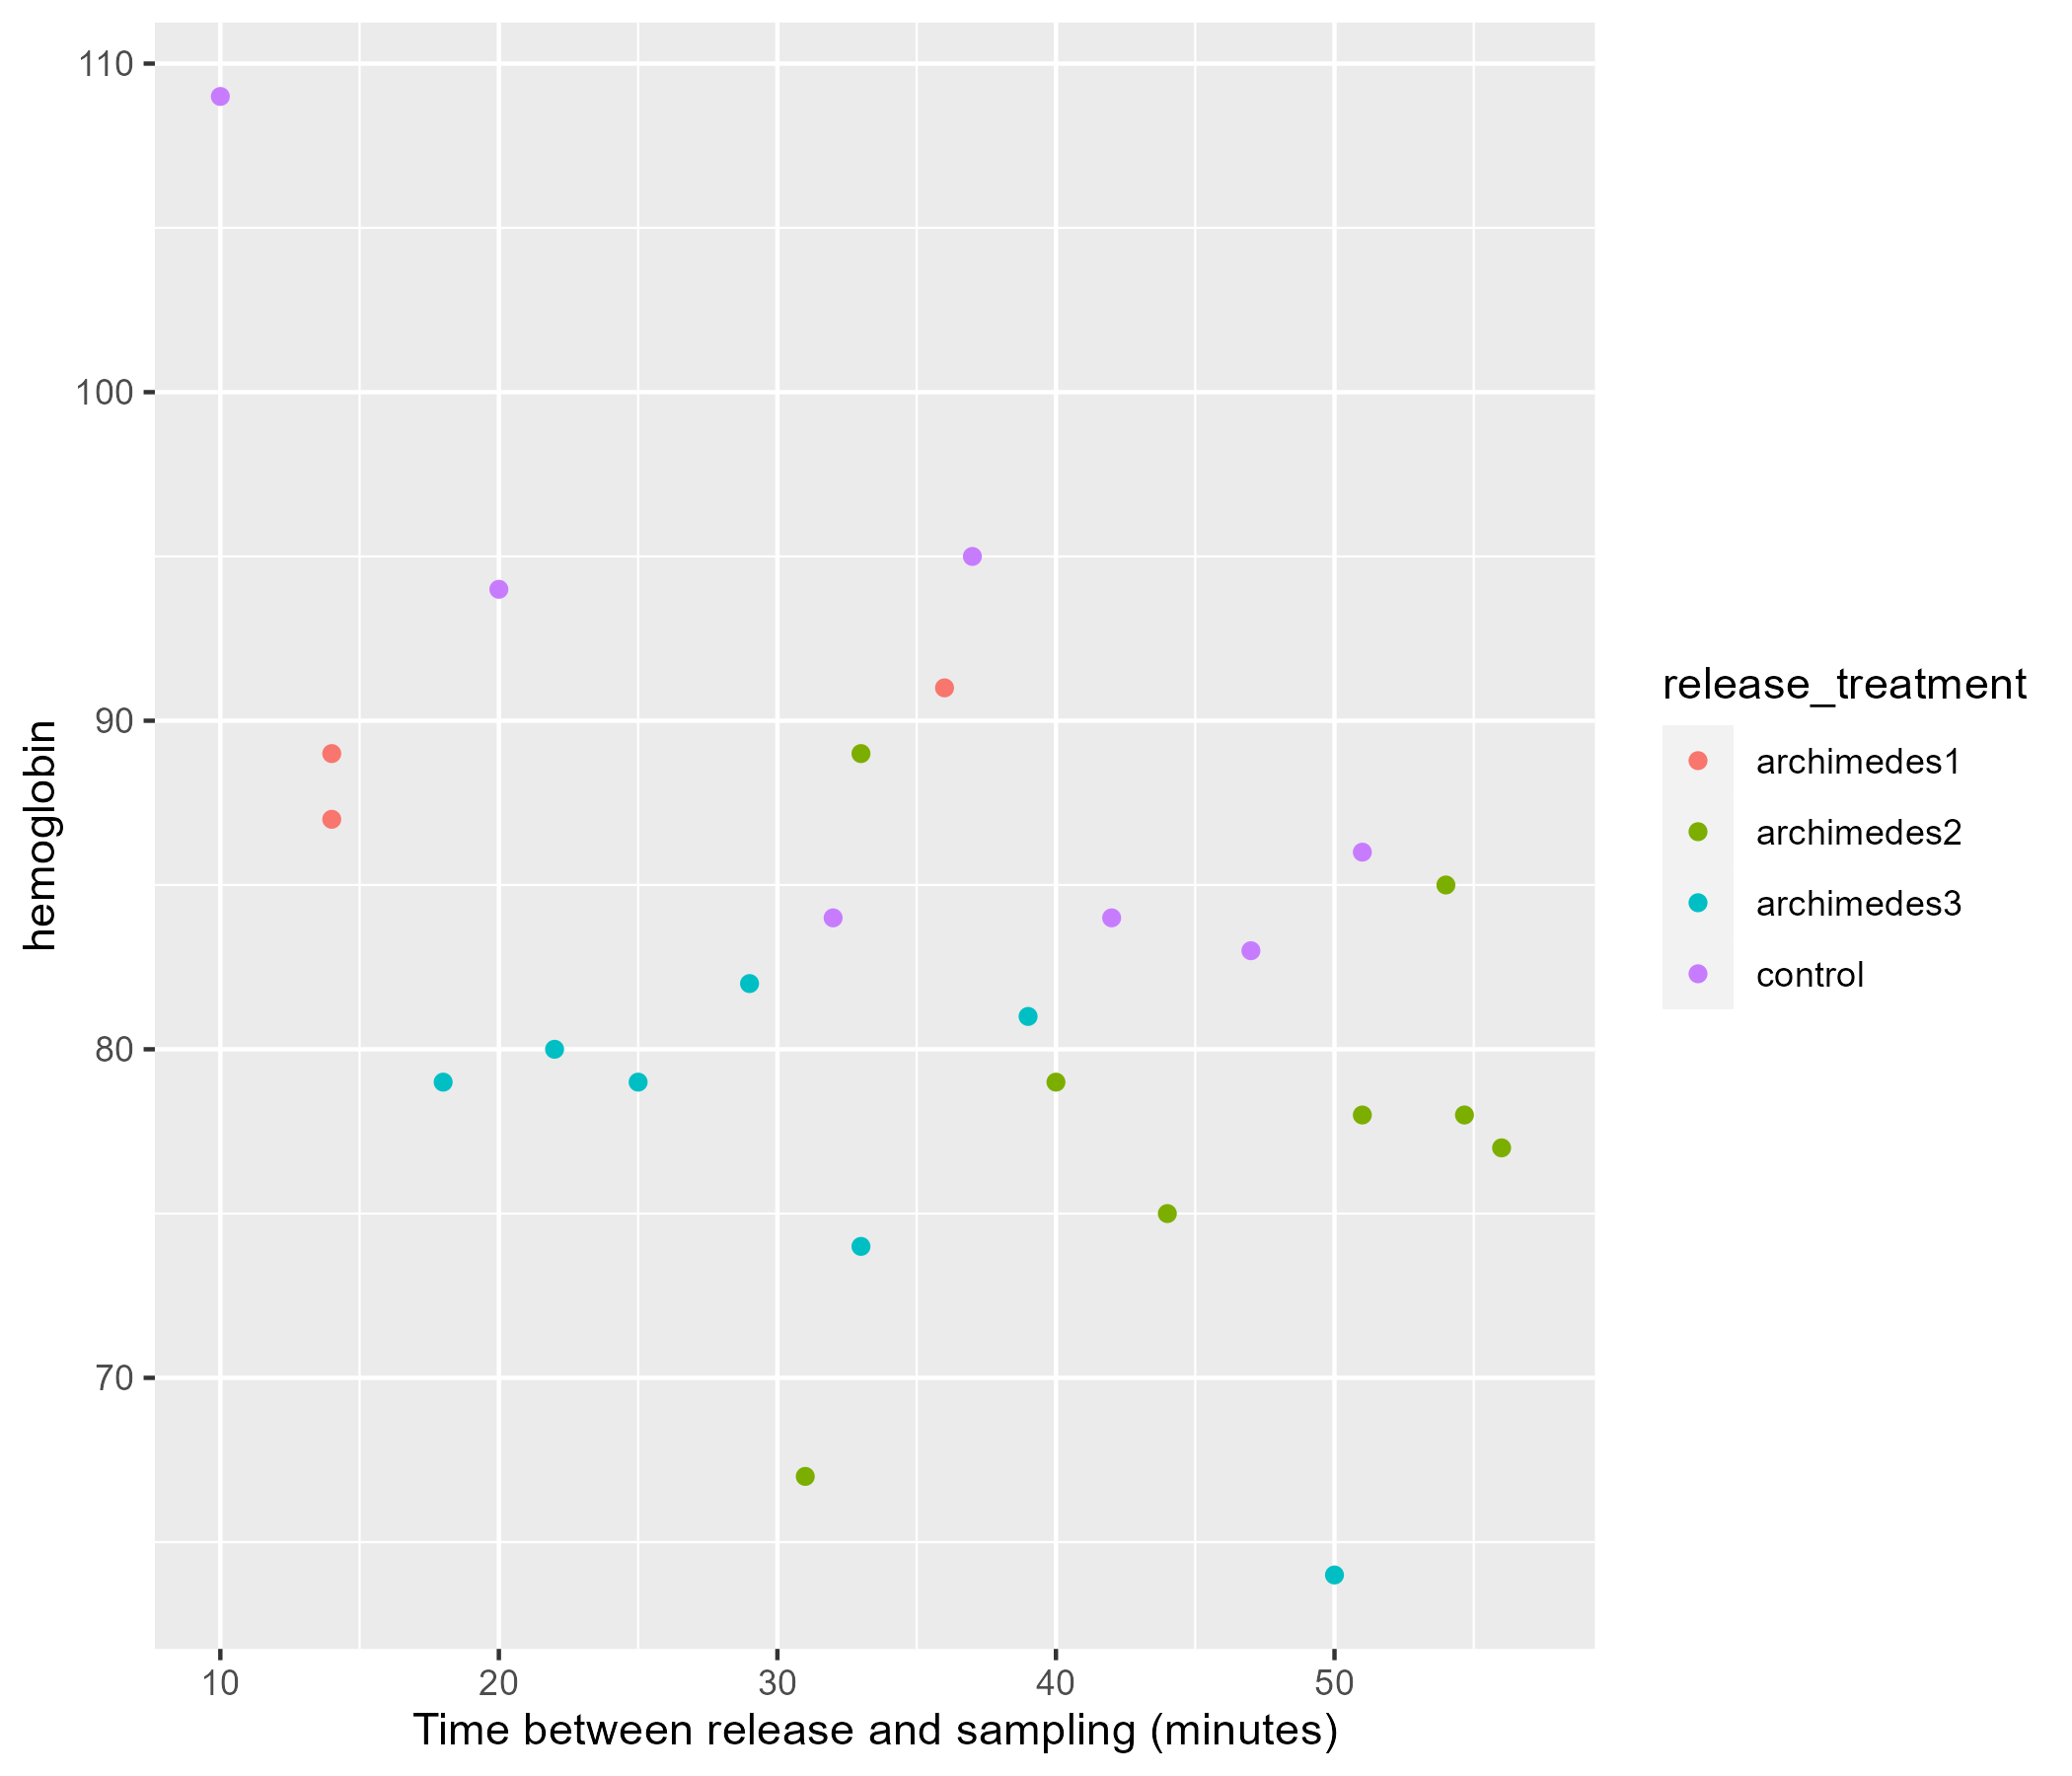 110
100
90
80
70
hemoglobin
10 20 30 40 50
Time between release and sampling (minutes)
release_treatment
archimedes1
archimedes2
archimedes3
control